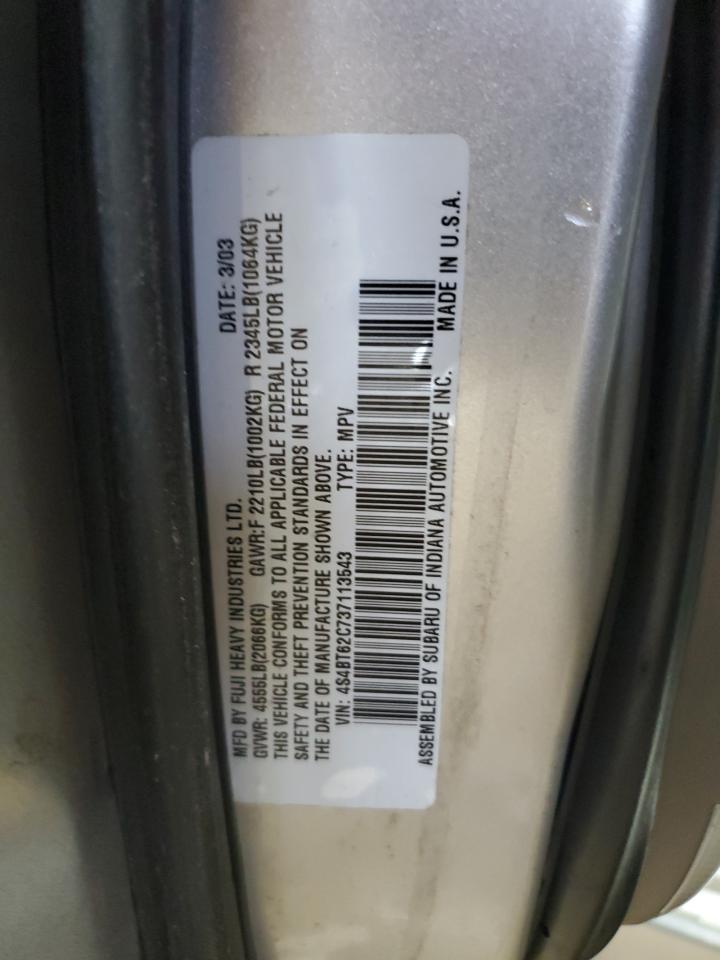 MFD BY FUJI HEAVY INDUSTRIES LTD. DATE: 3/03
GVWR: 4555LB(2066KG) GAWR:F 2210LB(1002KG) R 2345LB(1064KG)
THIS VEHICLE CONFORMS TO ALL APPLICABLE FEDERAL MOTOR VEHICLE
SAFETY AND THEFT PREVENTION STANDARDS IN EFFECT ON
THE DATE OF MANUFACTURE SHOWN ABOVE.
VIN: 4S4BT62C737113543 TYPE: MPV
ASSEMBLED BY SUBARU OF INDIANA AUTOMOTIVE INC. MADE IN U.S.A.